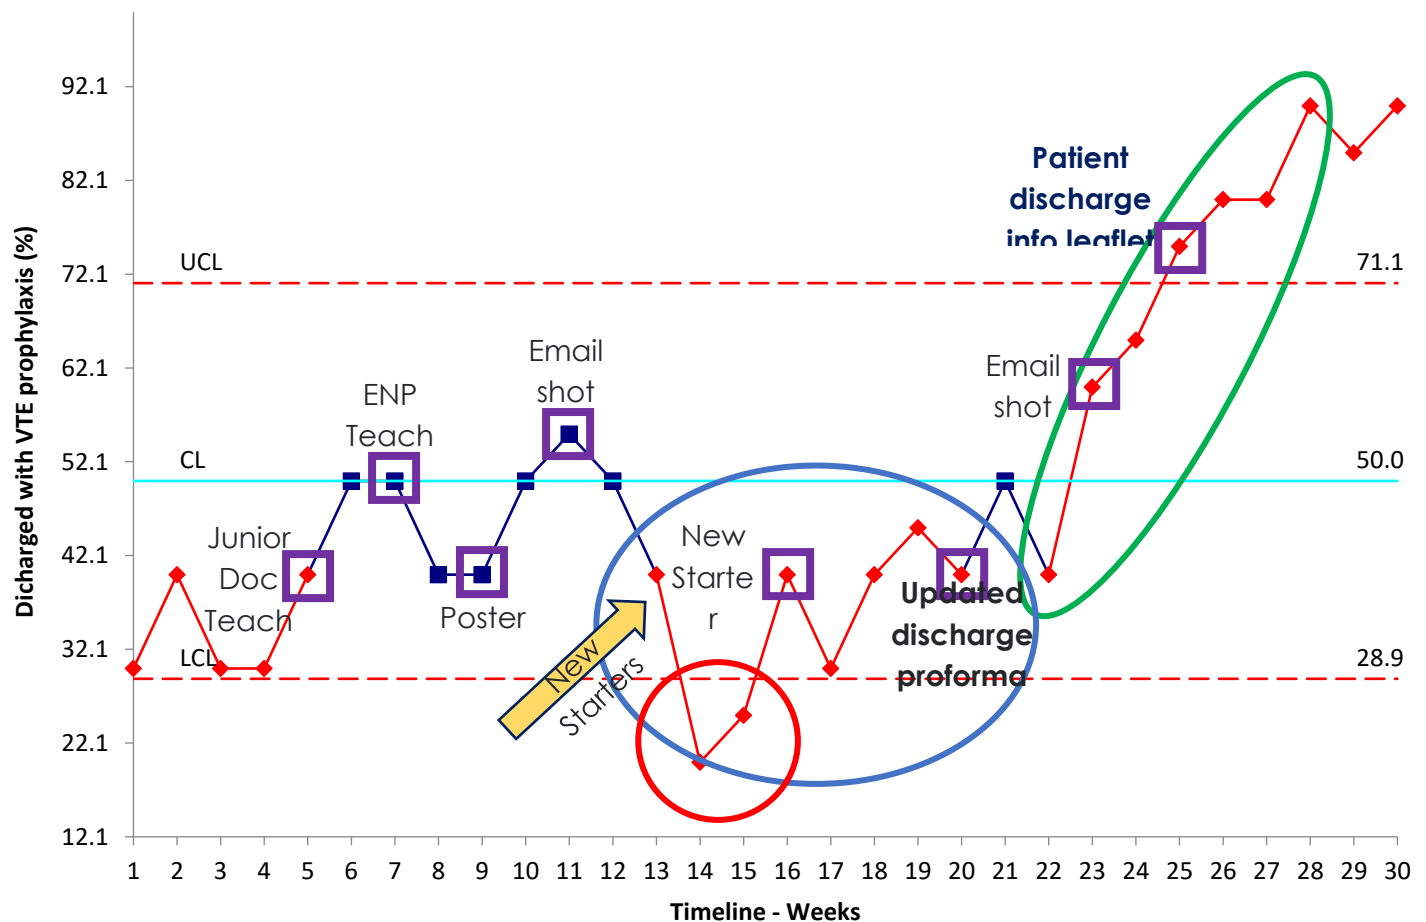 92.1
82.1
72.1
62.1
52.1
42.1
32.1
22.1
12.1
Dicharged with VTE prophylaxis (%)
UCL
71.1
CL
50.0
LCL
28.9
Junior
Doc
Teach
ENP
Teach
Poster
Email
shot
New
Starters
New
Starte
r
Updated
discharge
proforma
Email
shot
Patient
discharge
info leaflet
1 2 3 4 5 6 7 8 9 10 11 12 13 14 15 16 17 18 19 20 21 22 23 24 25 26 27 28 29 30
Timeline - Weeks